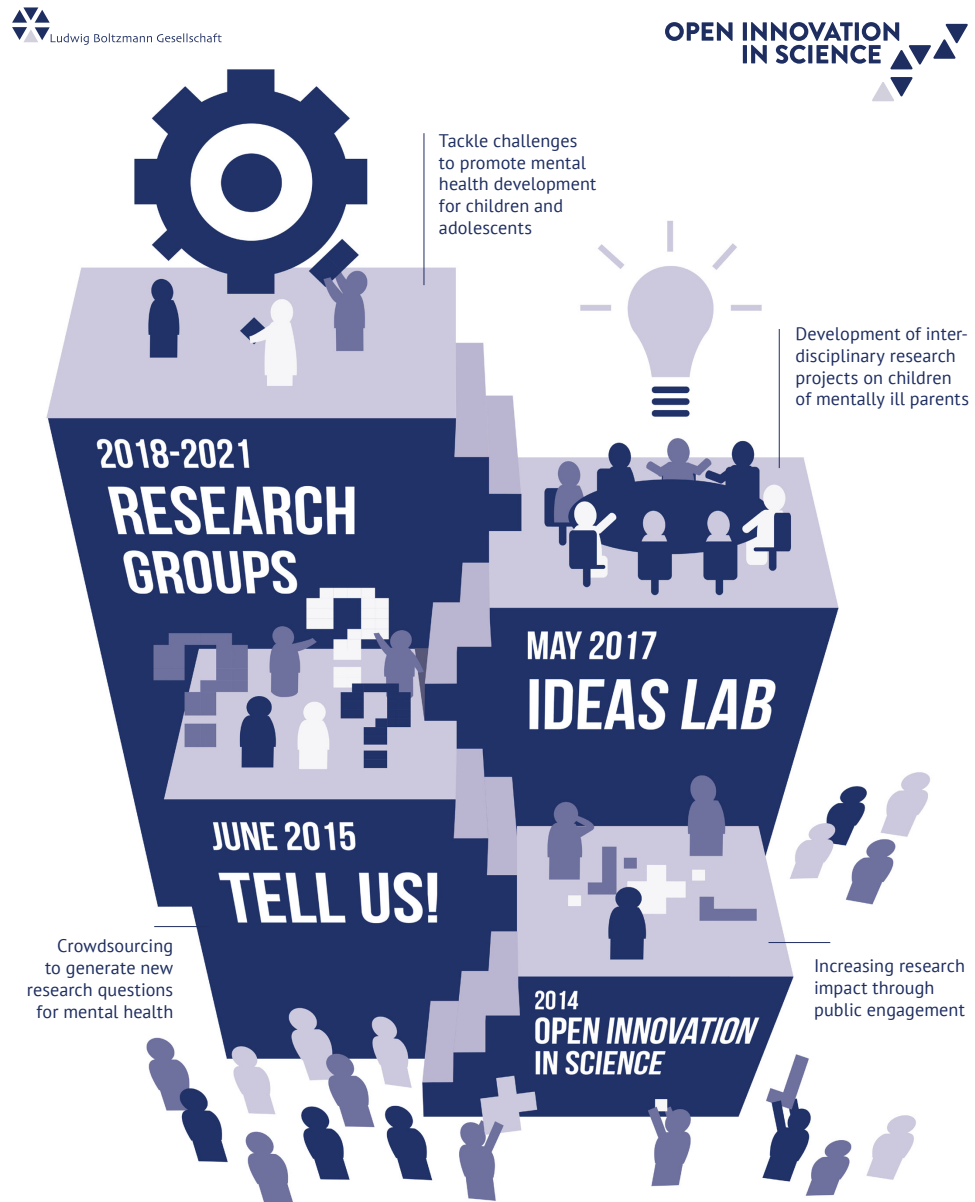 Ludwig Boltzmann Gesellschaft
OPEN INNOVATION
IN SCIENCE
Tackle challenges
to promote mental
health development
for children and
adolescents
Development of inter-
disciplinary research
projects on children
of mentally ill parents
2018-2021
RESEARCH
GROUPS
MAY 2017
IDEAS LAB
JUNE 2015
TELL US!
Crowdsourcing
to generate new
research questions
for mental health
Increasing research
impact through
public engagement
2014
OPEN INNOVATION
IN SCIENCE